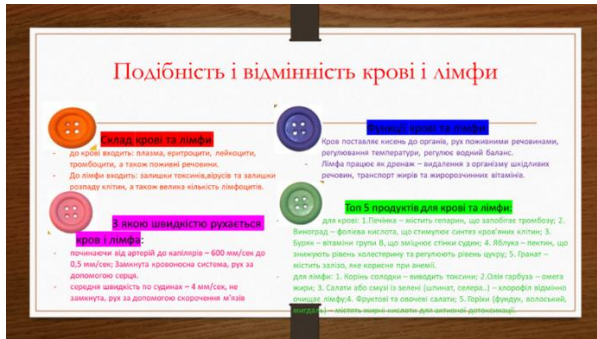 Подібність і відмінність крові і лімфи
Склад крові та лімфи
- до крові входить: плазма, еритроцити, лейкоцити,
тромбоцити, а також поживні речовини.
- До лімфи входить: залишки токсинів,вірусів та залишки
розпаду клітин, а також велика кількість лімфоцитів.
З якою швидкістю рухається
кров і лімфа:
- починаючи від артерій до капілярів – 600 мм/сек до
0,5 мм/сек; Замкнута кровоносна система, рух за
допомогою серця.
- середня швидкість по судинах – 4 мм/сек, не
замкнута, рух за допомогою скорочення м'язів
Функції крові та лімфи:
Кров поставляє кисень до органів, рух поживними речовинами,
регулювання температури, регулює водний баланс.
- Лімфа працює як дренаж – видалення з організму шкідливих
речовин, транспорт жирів та жиророзчинних вітамінів.
Топ 5 продуктів для крові та лімфи:
- для крові: 1.Печінка – містить гепарин, що запобігає тромбозу; 2.
Виноград – фолієва кислота, що стимулює синтез кров'яних клітин; 3.
Буряк – вітаміни групи В, що зміцнює стінки судин; 4. Яблука – пектин, що
знижують рівень холестерину та регулюють рівень цукру; 5. Гранат –
містить залізо, яке корисне при анемії.
- для лімфи: 1. Корінь солодки – виводить токсини; 2.Олія гарбуза – омега
жири; 3. Салати або смузі із зелені (шпинат, селера..) – хлорофіл відмінно
очищає лімфу;4. Фруктові та овочеві салати; 5. Горіхи (фундук, волоський,
мигдаль) – містять жирні кислоти для активної детоксикації.